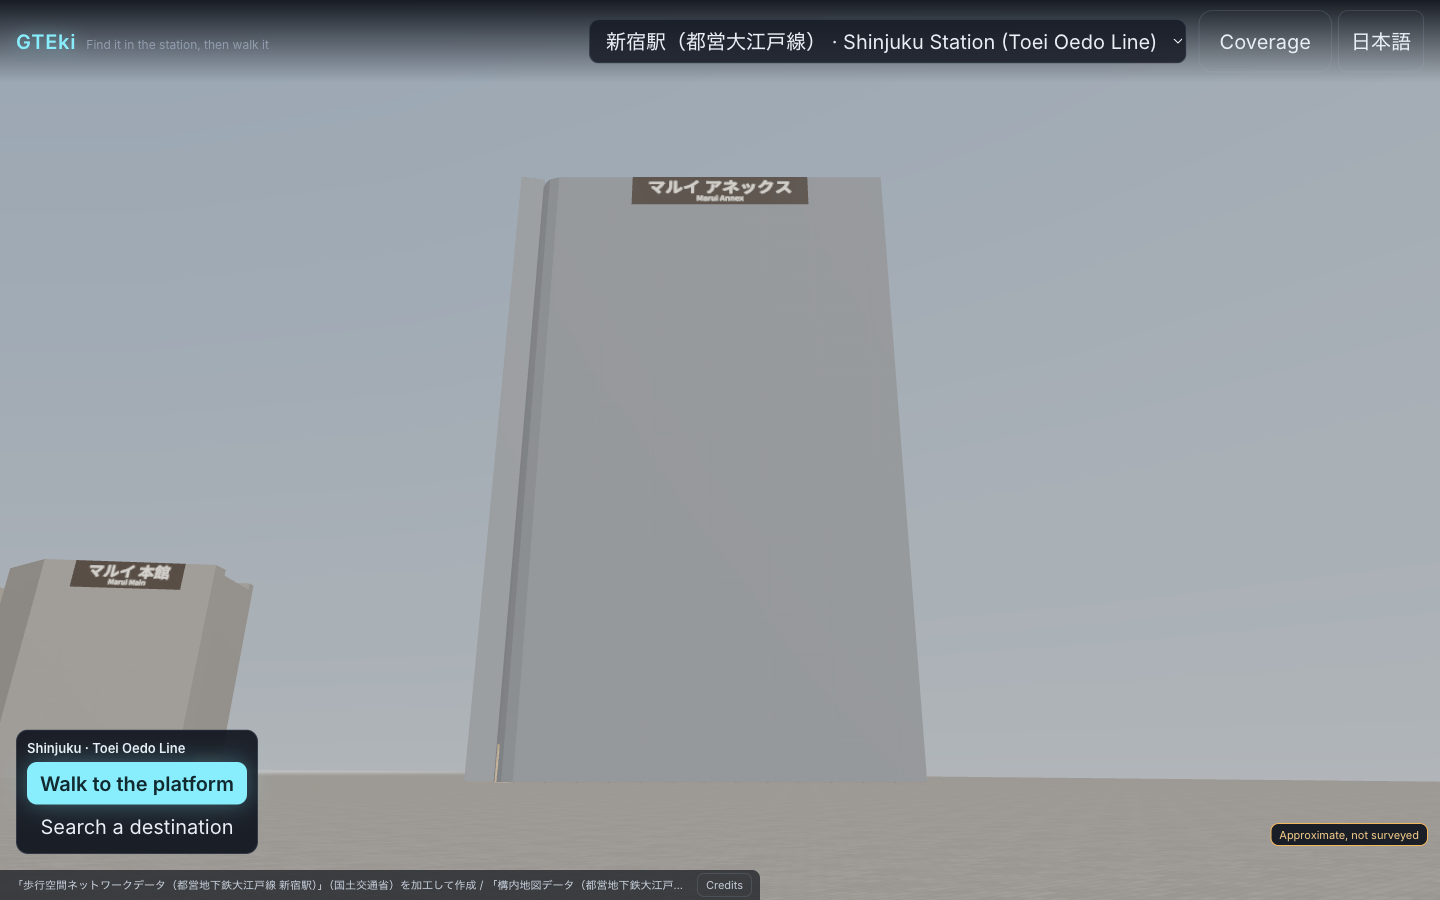 GTEki Find it in the station, then walk it
新宿駅（都営大江戸線） · Shinjuku Station (Toei Oedo Line)
Coverage
日本語
マルイ アネックス
Marui Annex
マルイ 本館
Marui Main
Shinjuku · Toei Oedo Line
Walk to the platform
Search a destination
Approximate, not surveyed
「歩行空間ネットワークデータ（都営地下鉄大江戸線 新宿駅）」（国土交通省）を加工して作成 / 「構内地図データ（都営地下鉄大江戸...
Credits